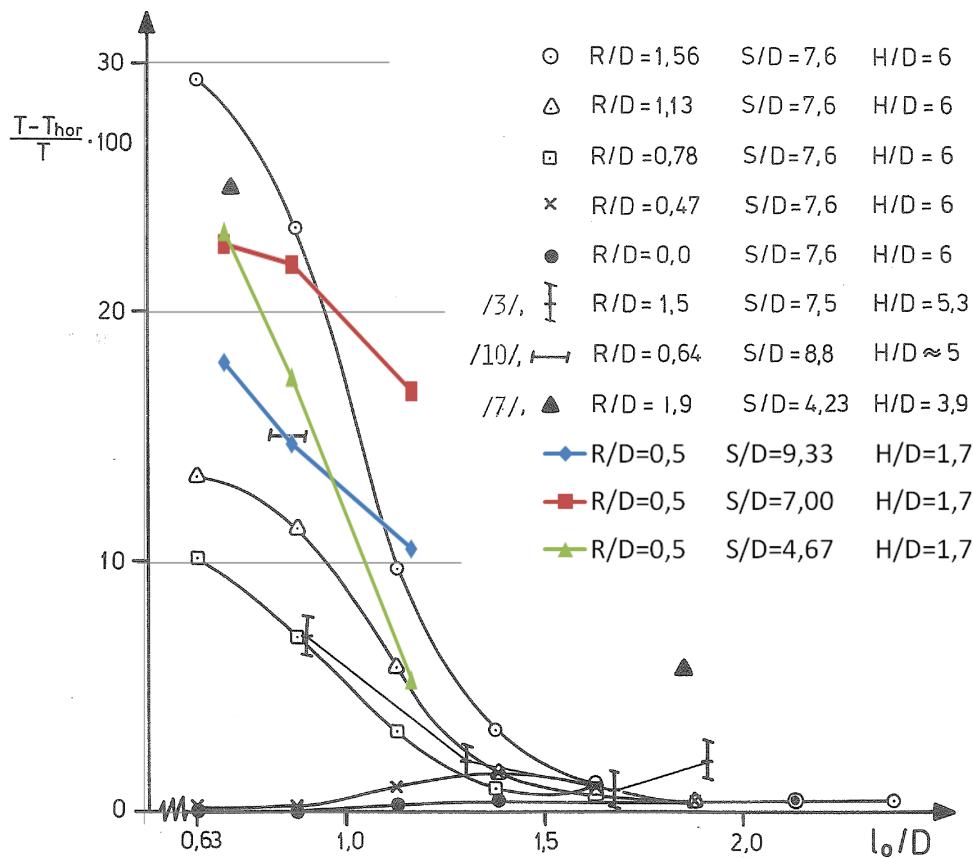 30
T-Thor
———— ·100
T
20
10
0
0,63 1,0 1,5 2,0 lo/D
R/D=1,56 S/D=7,6 H/D=6
R/D=1,13 S/D=7,6 H/D=6
R/D=0,78 S/D=7,6 H/D=6
R/D=0,47 S/D=7,6 H/D=6
R/D=0,0 S/D=7,6 H/D=6
/3/, R/D=1,5 S/D=7,5 H/D=5,3
/10/, R/D=0,64 S/D=8,8 H/D≈5
/7/, R/D=1,9 S/D=4,23 H/D=3,9
R/D=0,5 S/D=9,33 H/D=1,7
R/D=0,5 S/D=7,00 H/D=1,7
R/D=0,5 S/D=4,67 H/D=1,7